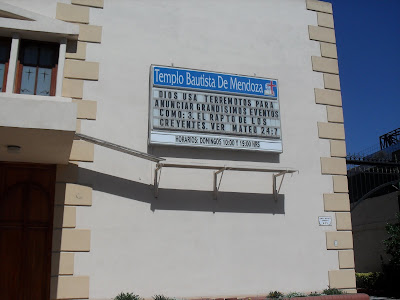 Templo Bautista De Mendoza
DIOS USA TERREMOTOS PARA
ANUNCIAR GRANDISIMOS EVENTOS
COMO: 3. EL RAPTO DE LOS
CREYENTES. VER MATEO 24:7
HORARIOS: DOMINGOS 10:00 Y 19:00 HRS.